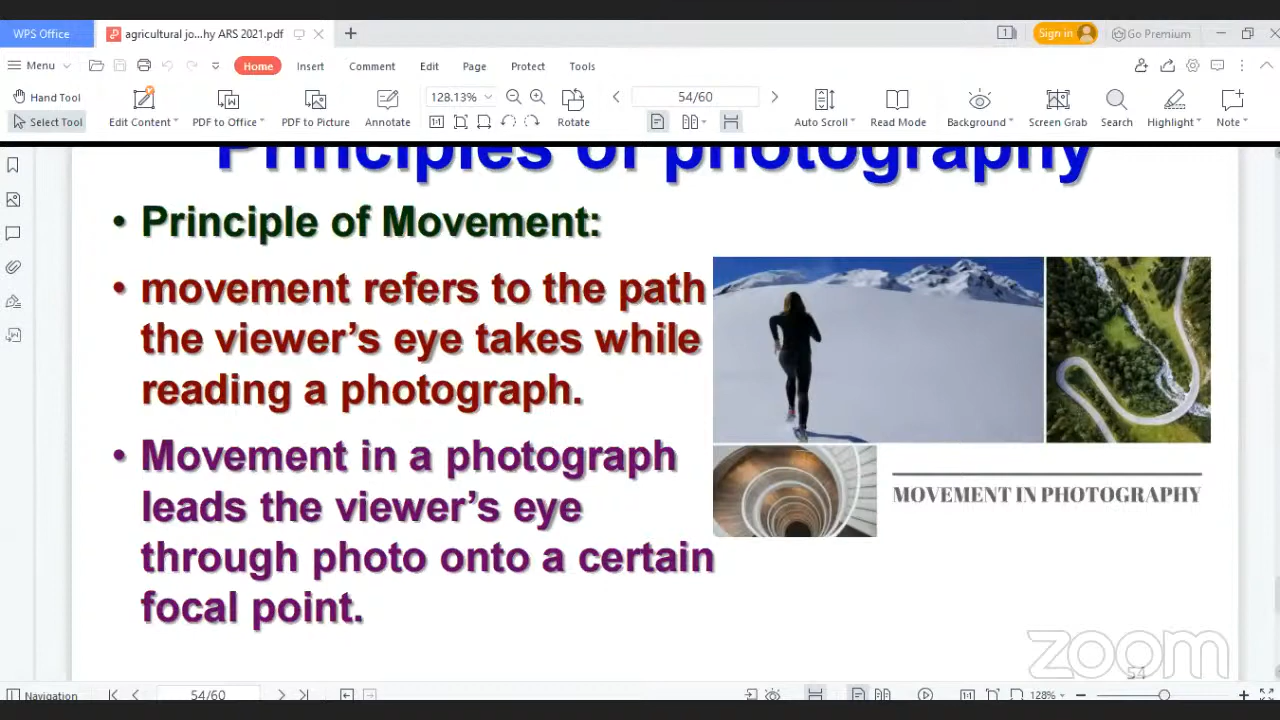 WPS Office
agricultural jo...hy ARS 2021.pdf
1
Sign in
Go Premium
Menu
Home
Insert
Comment
Edit
Page
Protect
Tools
Hand Tool
Select Tool
Edit Content
PDF to Office
PDF to Picture
Annotate
128.13%
Rotate
54/60
Auto Scroll
Read Mode
Background
Screen Grab
Search
Highlight
Note
Principles of photography
• Principle of Movement:
• movement refers to the path
the viewer’s eye takes while
reading a photograph.
• Movement in a photograph
leads the viewer’s eye
through photo onto a certain
focal point.
MOVEMENT IN PHOTOGRAPHY
zoom
54
Navigation
54/60
128%